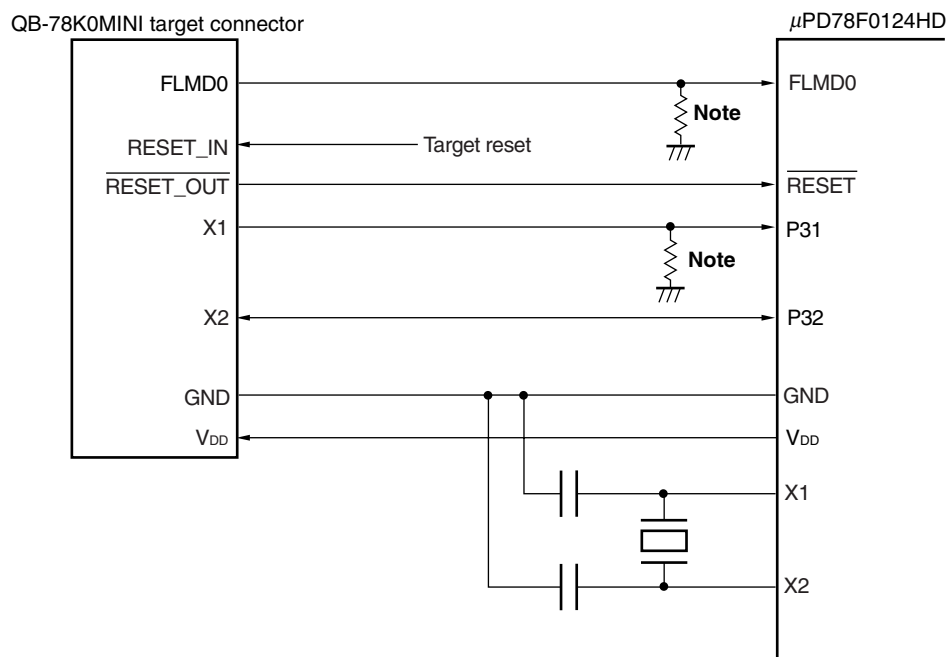 QB-78K0MINI target connector
μPD78F0124HD
FLMD0
FLMD0
Note
RESET_IN
Target reset
RESET_OUT
RESET
X1
P31
Note
X2
P32
GND
GND
VDD
VDD
X1
X2